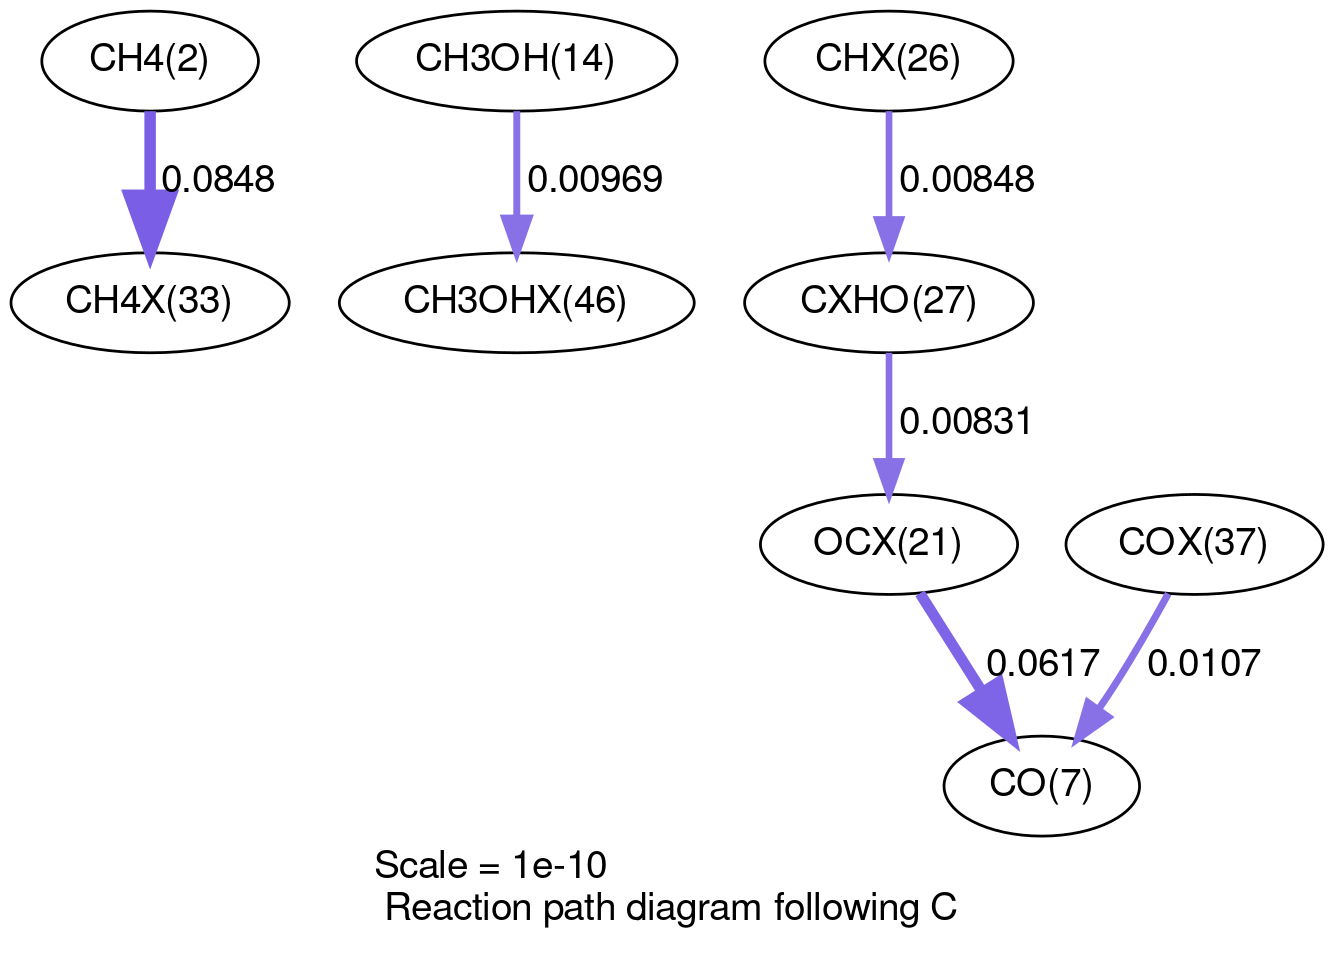 CH4(2)
CH3OH(14)
CHX(26)
0.0848
0.00969
0.00848
CH4X(33)
CH3OHX(46)
CXHO(27)
0.00831
OCX(21)
COX(37)
0.0617
0.0107
CO(7)
Scale = 1e-10
Reaction path diagram following C